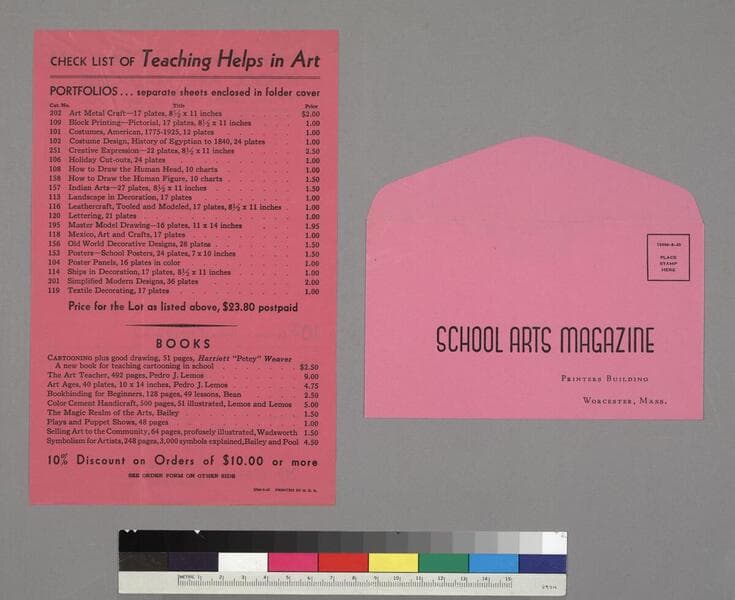 CHECK LIST OF Teaching Helps in Art
PORTFOLIOS... separate sheets enclosed in folder cover
Cat. No. Title Price
202 Art Metal Craft—17 plates, 8½ x 11 inches $2.00
109 Block Printing—Pictorial, 17 plates, 8½ x 11 inches 1.00
101 Costumes, American, 1775-1925, 12 plates 1.00
102 Costume Design, History of Egyptian to 1840, 24 plates 1.00
251 Creative Expression—22 plates, 8½ x 11 inches 2.50
106 Holiday Cut-outs, 24 plates 1.00
108 How to Draw the Human Head, 10 charts 1.00
158 How to Draw the Human Figure, 10 charts 1.50
157 Indian Arts—27 plates, 8½ x 11 inches 1.50
113 Landscape in Decoration, 17 plates 1.00
116 Leathercraft, Tooled and Modeled, 17 plates, 8½ x 11 inches 1.00
120 Lettering, 21 plates 1.00
195 Master Model Drawing—16 plates, 11 x 14 inches 1.95
118 Mexico, Art and Crafts, 17 plates 1.00
156 Old World Decorative Designs, 28 plates 1.50
153 Posters—School Posters, 24 plates, 7 x 10 inches 1.50
104 Poster Panels, 16 plates in color 1.00
114 Ships in Decoration, 17 plates, 8½ x 11 inches 1.00
201 Simplified Modern Designs, 36 plates 2.00
119 Textile Decorating, 17 plates 1.00
Price for the Lot as listed above, $23.80 postpaid
BOOKS
CARTOONING plus good drawing, 51 pages, Harriett "Petey" Weaver
A new book for teaching cartooning in school $2.50
The Art Teacher, 492 pages, Pedro J. Lemos 9.00
Art Ages, 40 plates, 10 x 14 inches, Pedro J. Lemos 4.75
Bookbinding for Beginners, 128 pages, 49 lessons, Bean 2.50
Color Cement Handicraft, 500 pages, 51 illustrated, Lemos and Lemos 5.00
The Magic Realm of the Arts, Bailey 1.50
Plays and Puppet Shows, 48 pages 1.00
Selling Art to the Community, 64 pages, profusely illustrated, Wadsworth 1.50
Symbolism for Artists, 248 pages, 3,000 symbols explained, Bailey and Pool 4.50
10% Discount on Orders of $10.00 or more
SEE ORDER FORM ON OTHER SIDE
PRINTED IN U. S. A.
PLACE
STAMP
HERE
SCHOOL ARTS MAGAZINE
PRINTERS BUILDING
WORCESTER, MASS.
METRIC 1 2 3 4 5 6 7 8 9 10 11 12 13 14 15